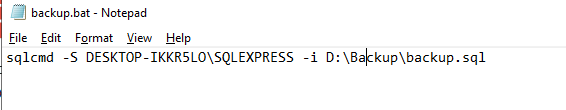 backup.bat - Notepad
File Edit Format View Help
sqlcmd -S DESKTOP-IKKR5LO\SQLEXPRESS -i D:\Backup\backup.sql